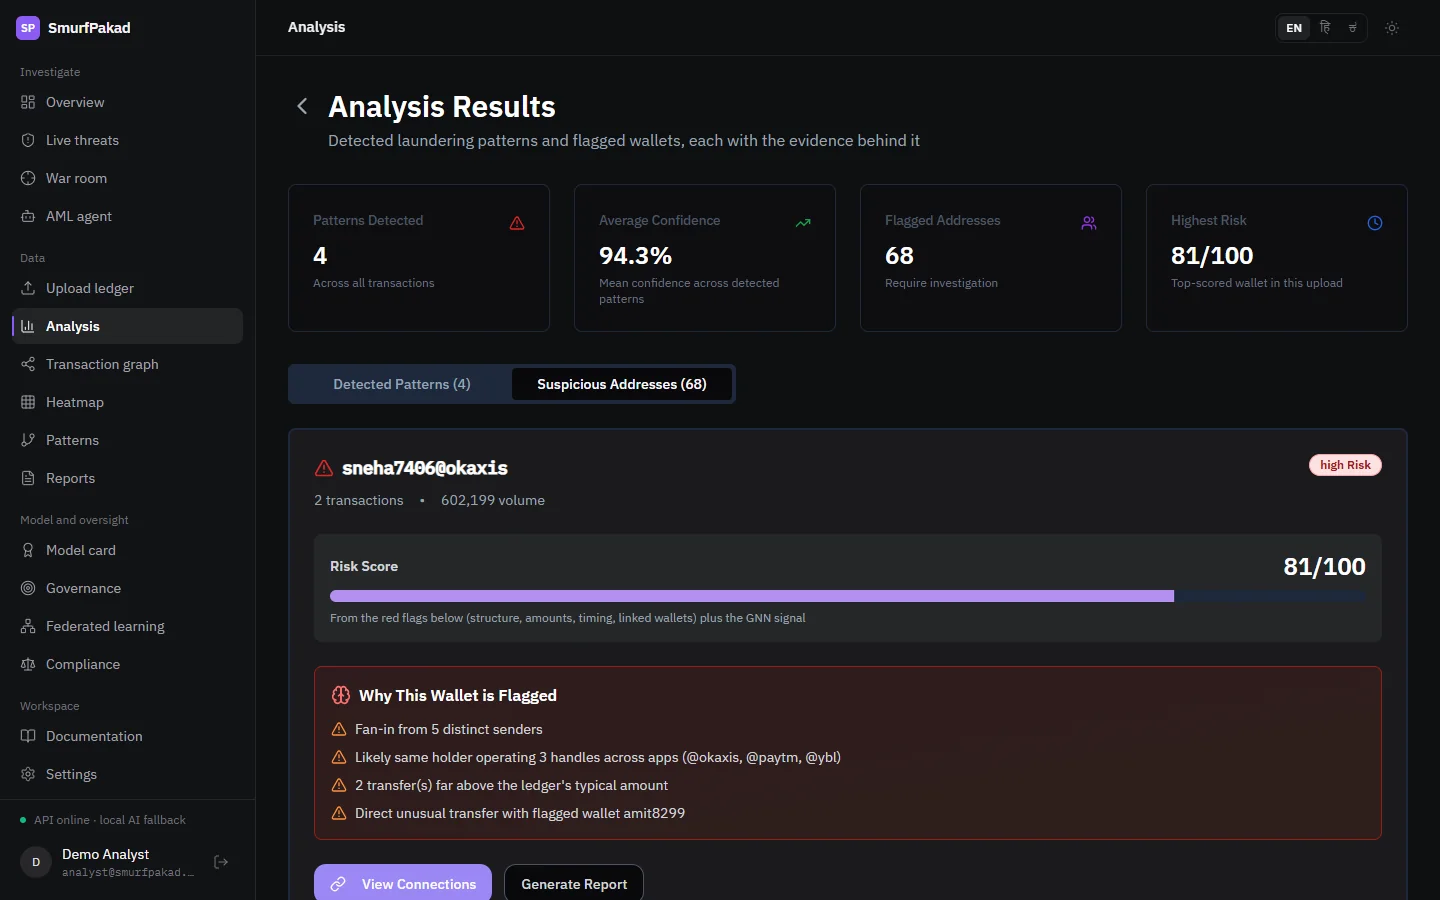 SP SmurfPakad
Analysis
EN हिं ಕ
Investigate
Overview
Live threats
War room
AML agent
Data
Upload ledger
Analysis
Transaction graph
Heatmap
Patterns
Reports
Model and oversight
Model card
Governance
Federated learning
Compliance
Workspace
Documentation
Settings
API online · local AI fallback
D
Demo Analyst
analyst@smurfpakad.…
Analysis Results
Detected laundering patterns and flagged wallets, each with the evidence behind it
Patterns Detected
4
Across all transactions
Average Confidence
94.3%
Mean confidence across detected
patterns
Flagged Addresses
68
Require investigation
Highest Risk
81/100
Top-scored wallet in this upload
Detected Patterns (4)
Suspicious Addresses (68)
sneha7406@okaxis
high Risk
2 transactions • 602,199 volume
Risk Score
81/100
From the red flags below (structure, amounts, timing, linked wallets) plus the GNN signal
Why This Wallet is Flagged
Fan-in from 5 distinct senders
Likely same holder operating 3 handles across apps (@okaxis, @paytm, @ybl)
2 transfer(s) far above the ledger's typical amount
Direct unusual transfer with flagged wallet amit8299
View Connections
Generate Report